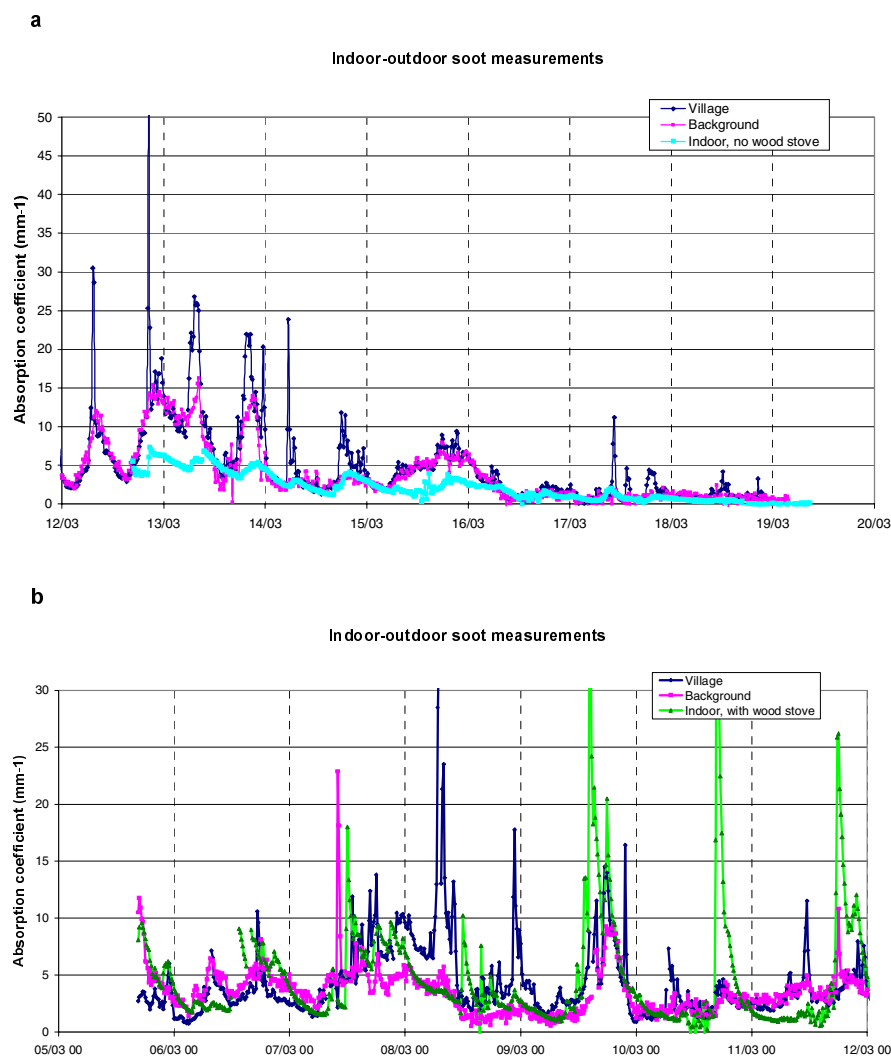 a
Indoor-outdoor soot measurements
Village
Background
Indoor, no wood stove
Absorption coefficient (mm-1)
50
45
40
35
30
25
20
15
10
5
0
12/03 13/03 14/03 15/03 16/03 17/03 18/03 19/03 20/03
b
Indoor-outdoor soot measurements
Village
Background
Indoor, with wood stove
Absorption coefficient (mm-1)
30
25
20
15
10
5
0
05/03 00 06/03 00 07/03 00 08/03 00 09/03 00 10/03 00 11/03 00 12/03 00